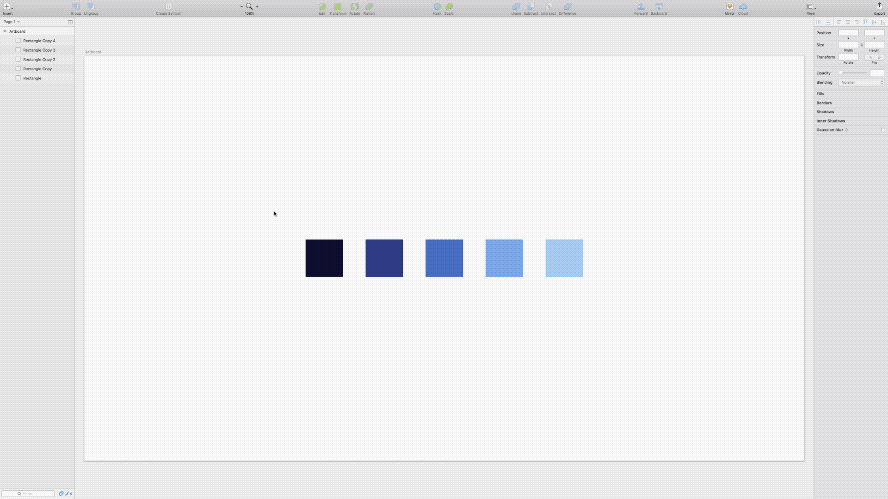 Insert
Group
Ungroup
Create Symbol
Edit
Transform
Rotate
Flatten
Mask
Scale
Union
Subtract
Intersect
Difference
Forward
Backward
View
Cloud
View
Export
Page 1
Artboard
Rectangle Copy 4
Rectangle Copy 3
Rectangle Copy 2
Rectangle Copy
Rectangle
Artboard
Position
X
Y
Size
Width
Height
Transform
Rotate
Flip
Opacity
Blending
Normal
Fills
Borders
Shadows
Inner Shadows
Gaussian Blur